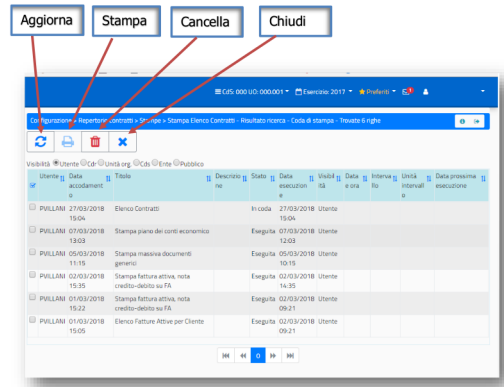 Aggiorna
Stampa
Cancella
Chiudi
CdS: 000 UO: 000.001 Esercizio: 2017 Preferiti
Configurazione > Repertorio Contratti > Stampe > Stampa Elenco Contratti - Risultato ricerca - Coda di stampa - Trovate 6 righe
Visibilità Utente Cdr Unità org. Cds Ente Pubblico
Utente Data accodamento Titolo Descrizione Stato Data esecuzione Visibilità Data e ora Intervallo Unità intervallo Data prossima esecuzione
PVILLANI 27/03/2018 15:04 Elenco Contratti In coda 27/03/2018 15:04 Utente
PVILLANI 07/03/2018 13:03 Stampa piano dei conti economico Eseguita 07/03/2018 12:03 Utente
PVILLANI 05/03/2018 11:15 Stampa massiva documenti generici Eseguita 05/03/2018 10:15 Utente
PVILLANI 02/03/2018 15:35 Stampa fattura attiva, nota credito-debito su FA Eseguita 02/03/2018 14:35 Utente
PVILLANI 01/03/2018 15:22 Stampa fattura attiva, nota credito-debito su FA Eseguita 02/03/2018 09:21 Utente
PVILLANI 01/03/2018 15:05 Elenco Fatture Attive per Cliente Eseguita 02/03/2018 09:21 Utente
0